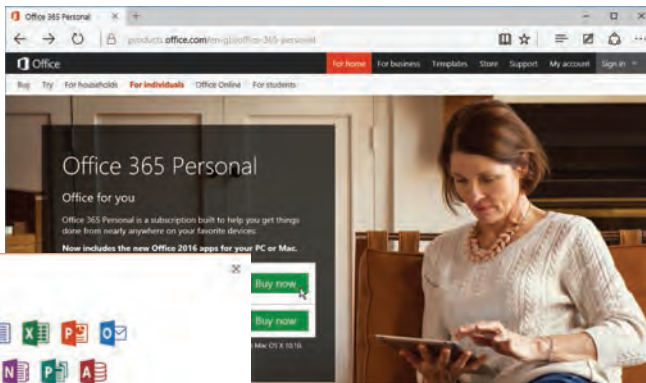 Office 365 Personal
products.office.com/en-gb/office-365-personal
Office
For home For business Templates Store Support My account Sign in
Buy Try For households For individuals Office Online For students
Office 365 Personal
Office for you
Office 365 Personal is a subscription built to help you get things
done from nearly anywhere on your favorite devices.
Now includes the new Office 2016 apps for your PC or Mac.
Buy now
Buy now
Mac OS X 10.10.
X P O
N P A